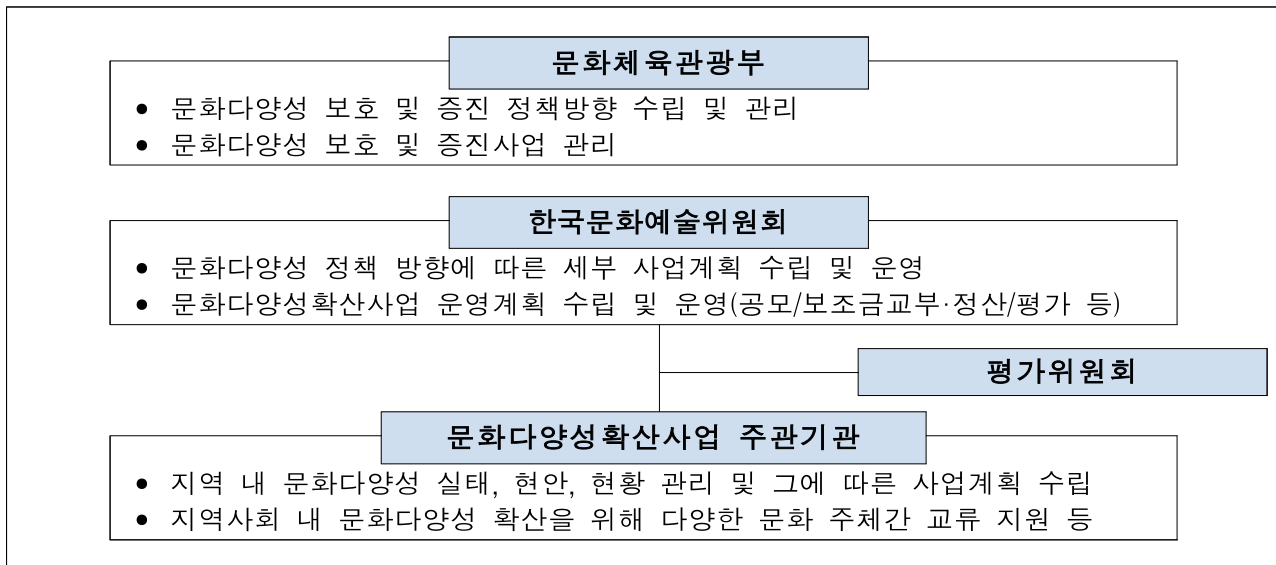 문화체육관광부
● 문화다양성 보호 및 증진 정책방향 수립 및 관리
● 문화다양성 보호 및 증진사업 관리
한국문화예술위원회
● 문화다양성 정책 방향에 따른 세부 사업계획 수립 및 운영
● 문화다양성확산사업 운영계획 수립 및 운영(공모/보조금교부·정산/평가 등)
평가위원회
문화다양성확산사업 주관기관
● 지역 내 문화다양성 실태, 현안, 현황 관리 및 그에 따른 사업계획 수립
● 지역사회 내 문화다양성 확산을 위해 다양한 문화 주체간 교류 지원 등